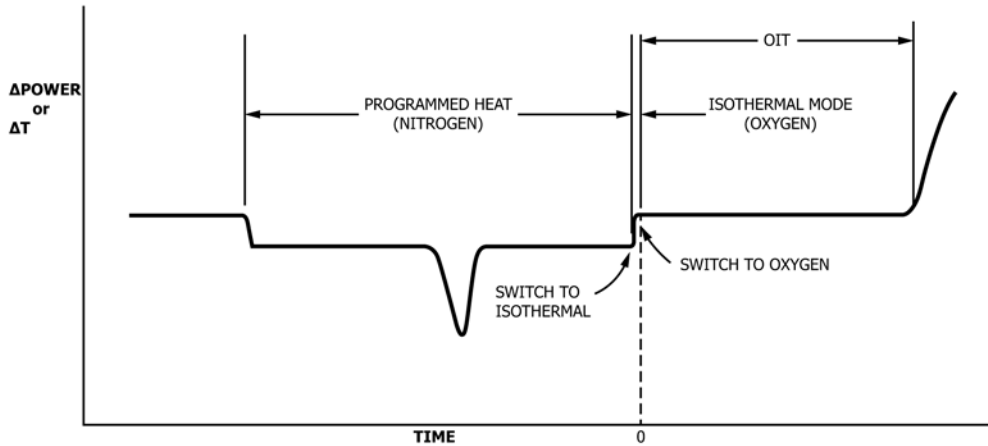 OIT
ΔPOWER
or
ΔT
PROGRAMMED HEAT
(NITROGEN)
ISOTHERMAL MODE
(OXYGEN)
SWITCH TO OXYGEN
SWITCH TO
ISOTHERMAL
TIME
0